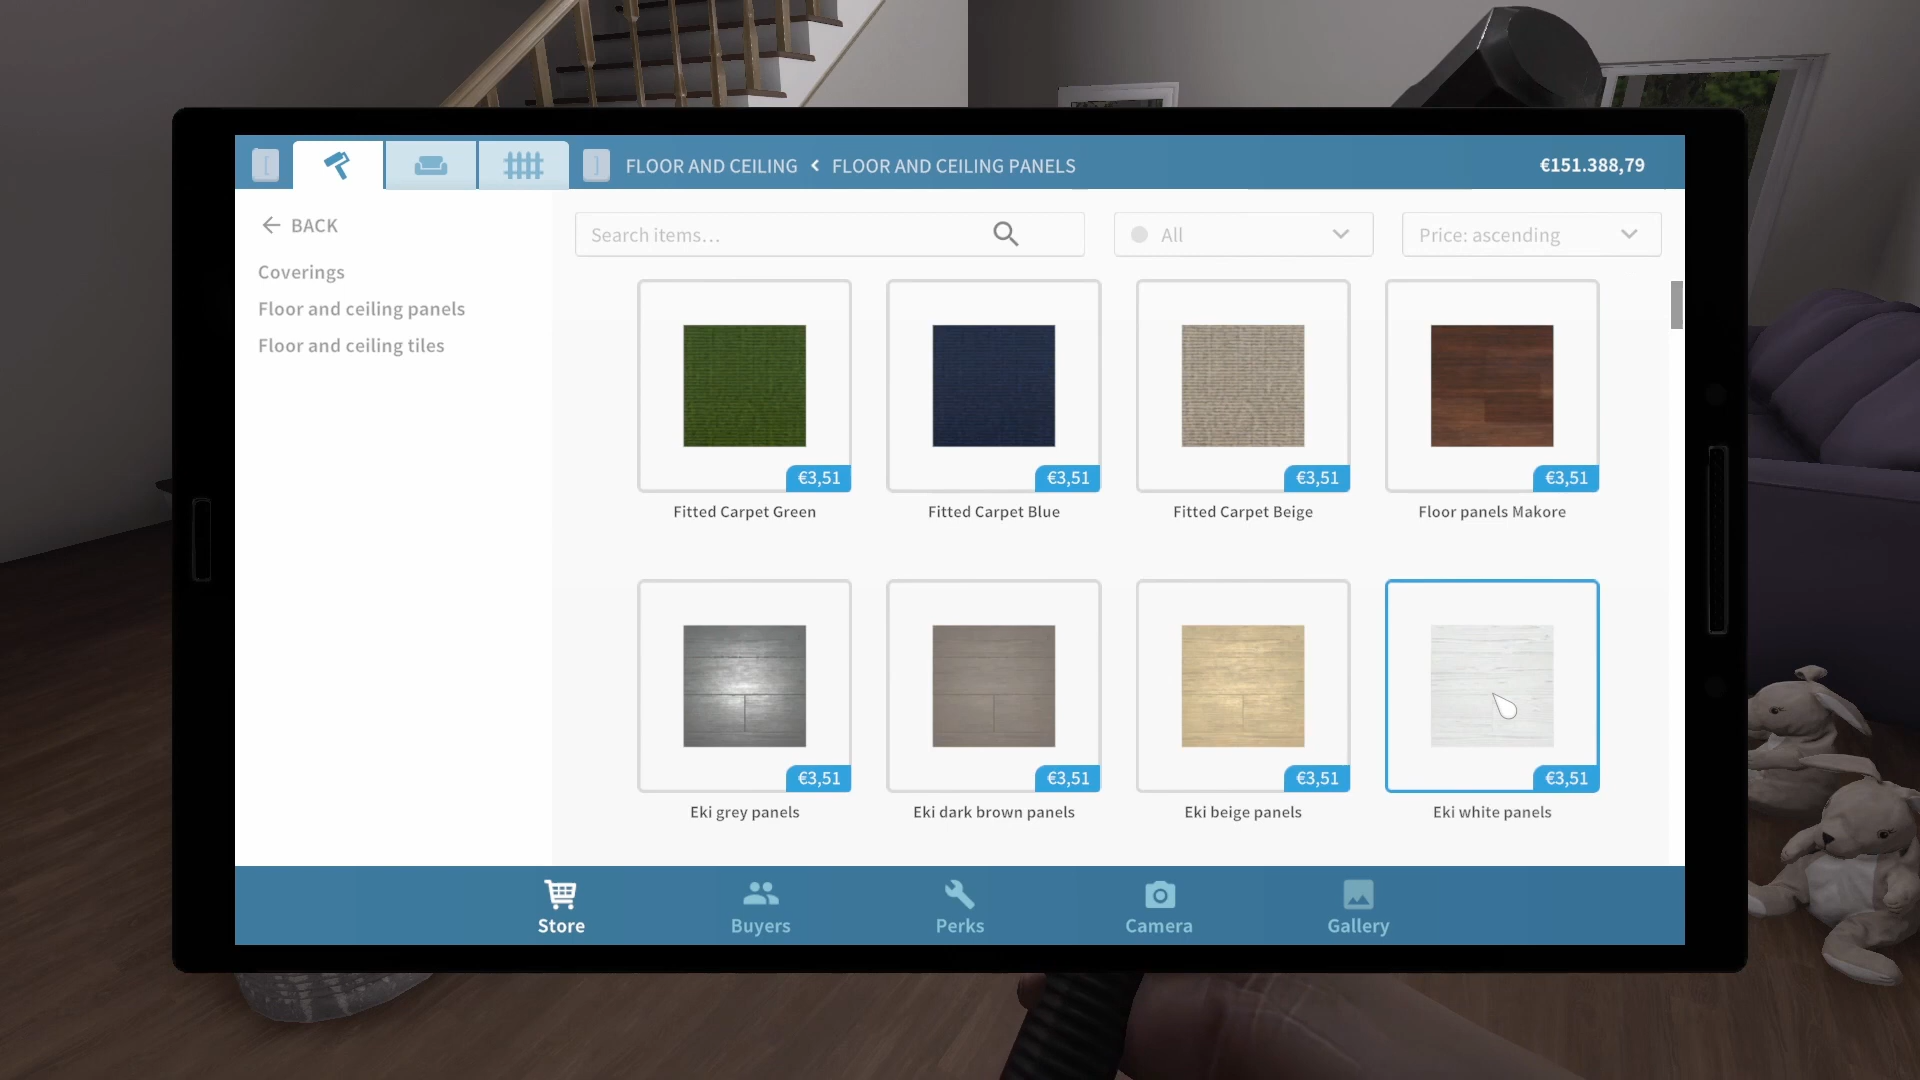 [
]
FLOOR AND CEILING < FLOOR AND CEILING PANELS
€151.388,79
BACK
Coverings
Floor and ceiling panels
Floor and ceiling tiles
Search items...
All
Price: ascending
€3,51
€3,51
€3,51
€3,51
Fitted Carpet Green
Fitted Carpet Blue
Fitted Carpet Beige
Floor panels Makore
€3,51
€3,51
€3,51
€3,51
Eki grey panels
Eki dark brown panels
Eki beige panels
Eki white panels
Store
Buyers
Perks
Camera
Gallery